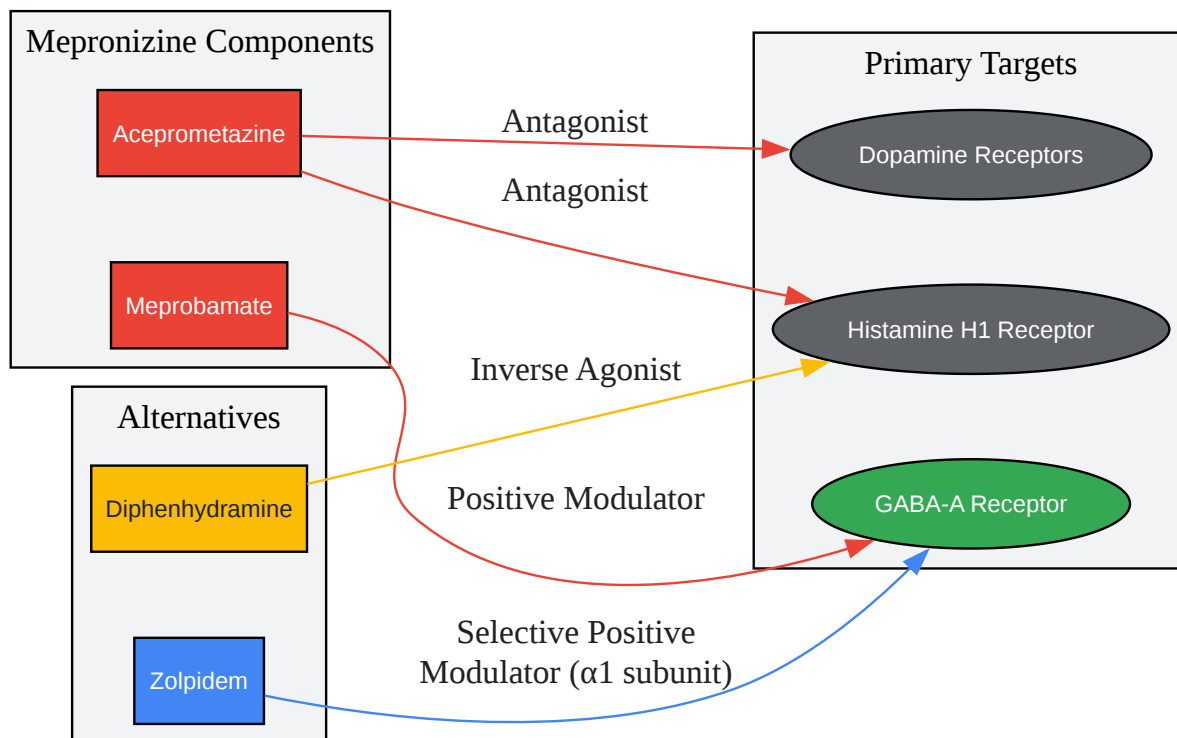 Mepronizine Components
Aceprometazine
Meprobamate
Alternatives
Diphenhydramine
Zolpidem
Antagonist
Antagonist
Inverse Agonist
Positive Modulator
Selective Positive
Modulator (α1 subunit)
Primary Targets
Dopamine Receptors
Histamine H1 Receptor
GABA-A Receptor